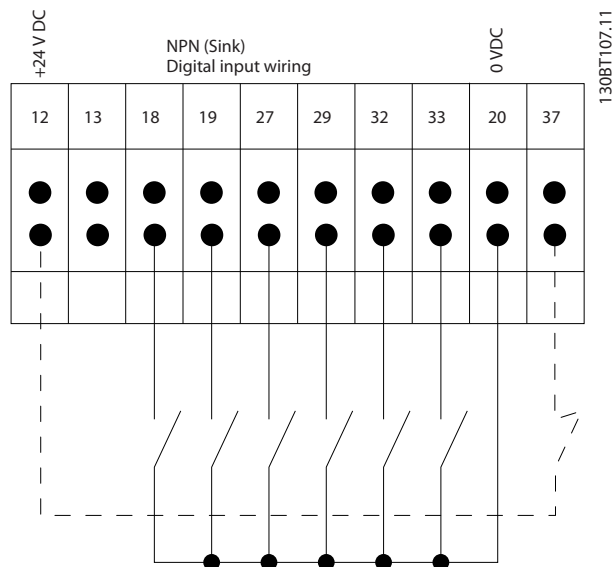 +24 V DC
NPN (Sink)
Digital input wiring
0 VDC
130BT107.11
12 13 18 19 27 29 32 33 20 37